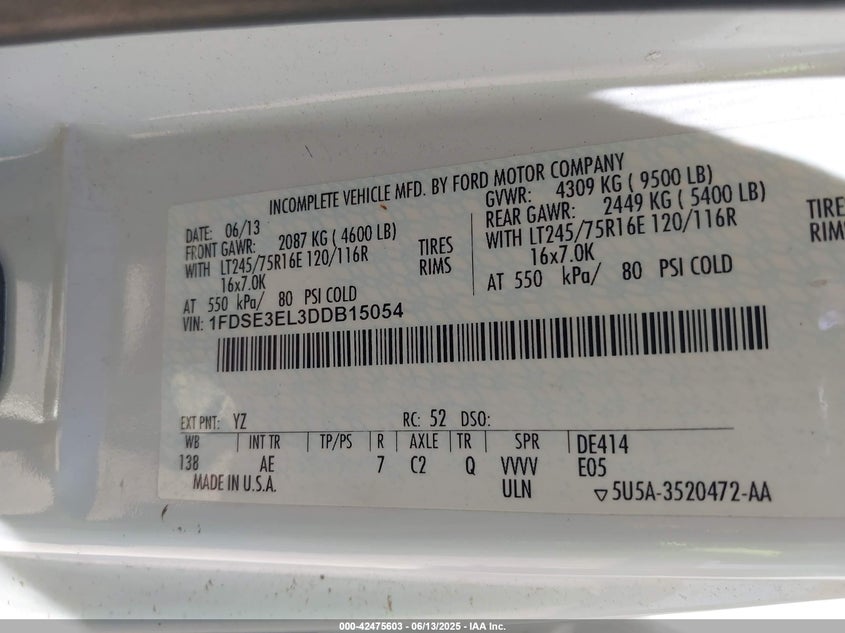 INCOMPLETE VEHICLE MFD. BY FORD MOTOR COMPANY
DATE: 06/13 GVWR: 4309 KG ( 9500 LB)
FRONT GAWR: 2087 KG ( 4600 LB) REAR GAWR: 2449 KG ( 5400 LB)
WITH LT245/75R16E 120/116R TIRES WITH LT245/75R16E 120/116R TIRE
16x7.0K RIMS 16x7.0K RIM
AT 550 kPa/ 80 PSI COLD AT 550 kPa/ 80 PSI COLD
VIN: 1FDSE3EL3DDB15054
EXT PNT: YZ RC: 52 DSO:
WB INT TR TP/PS R AXLE TR SPR DE414
138 AE 7 C2 Q VVVV E05
MADE IN U.S.A. ULN ▽5U5A-3520472-AA
000-42475603 - 06/13/2025 - IAA Inc.